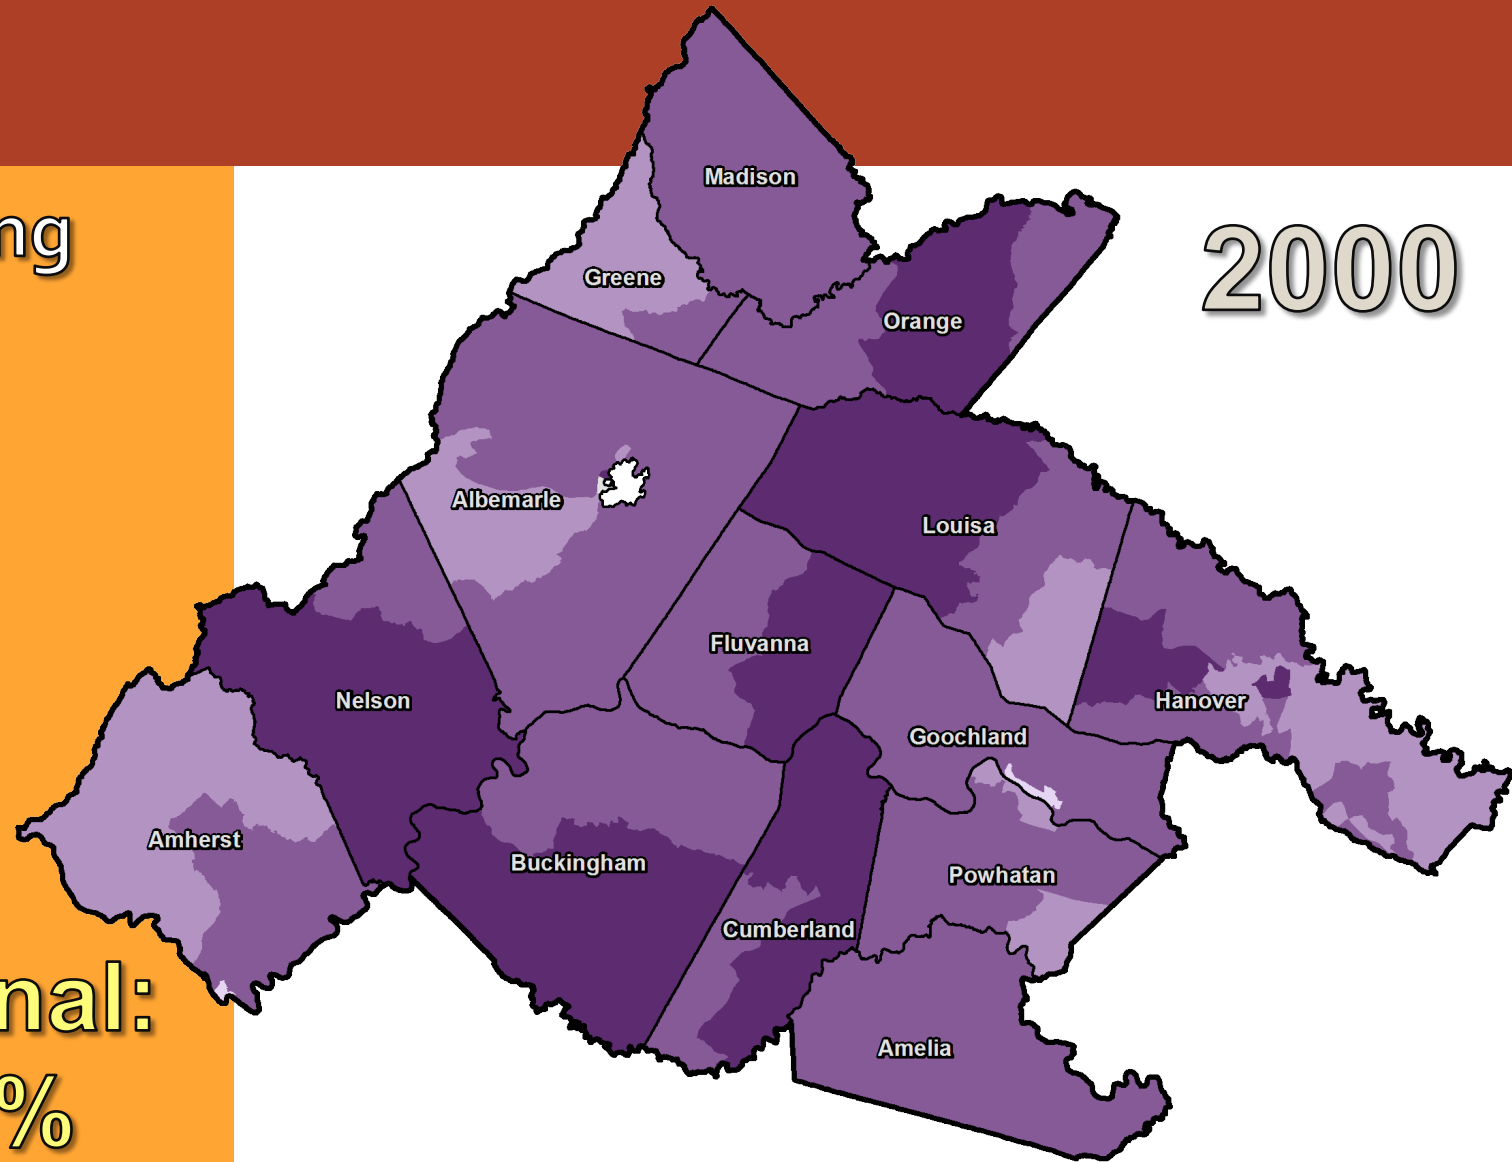 Madison
ng
2000
Greene
Orange
Albemarle
Louisa
Fluvanna
Nelson
Hanover
Goochland
Amherst
Buckingham
Powhatan
Cumberland
nal:
Amelia
%